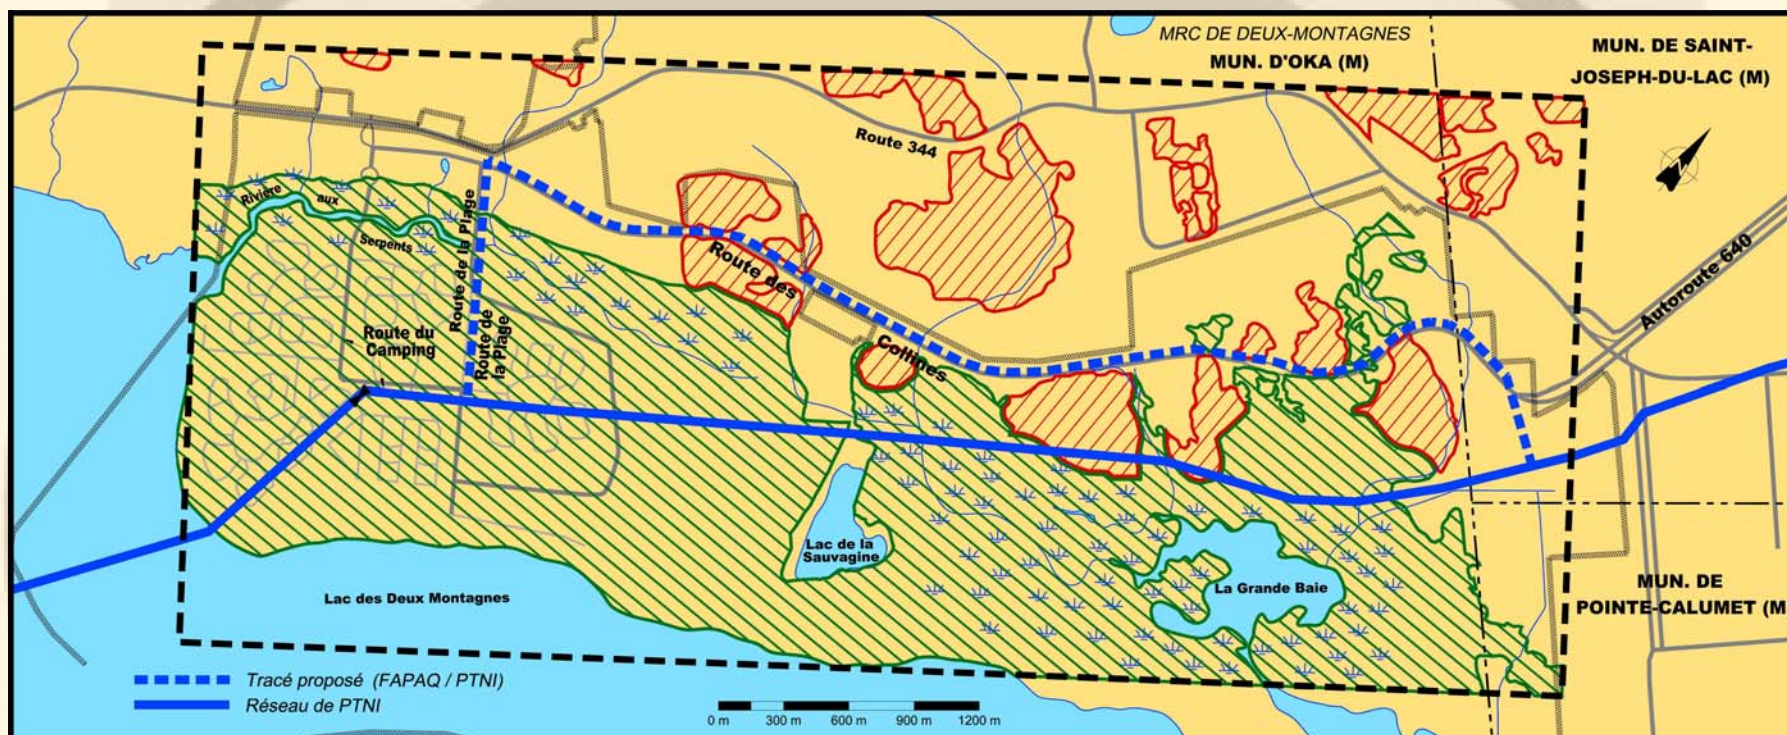 MRC DE DEUX-MONTAGNES
MUN. D'OKA (M)
MUN. DE SAINT-
JOSEPH-DU-LAC (M)
Route 344
Rivière
aux
Serpents
Route de la Plage
Route de
la Plage
Route des
Collines
Autoroute 640
Route du
Camping
Lac de la
Sauvagine
La Grande Baie
MUN. DE
POINTE-CALUMET (M
Lac des Deux Montagnes
Tracé proposé (FAPAQ / PTNI)
Réseau de PTNI
0 m 300 m 600 m 900 m 1200 m